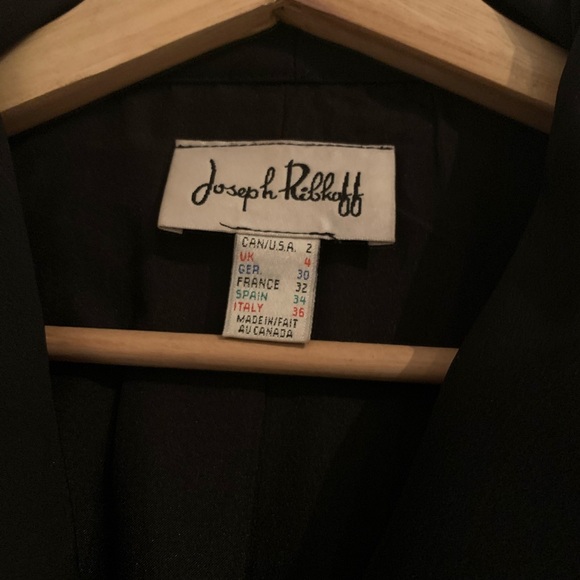 Joseph Ribkoff
CAN/U.S.A. 2
UK 4
GER. 30
FRANCE 32
SPAIN 34
ITALY 36
MADE IN/FAIT
AU CANADA